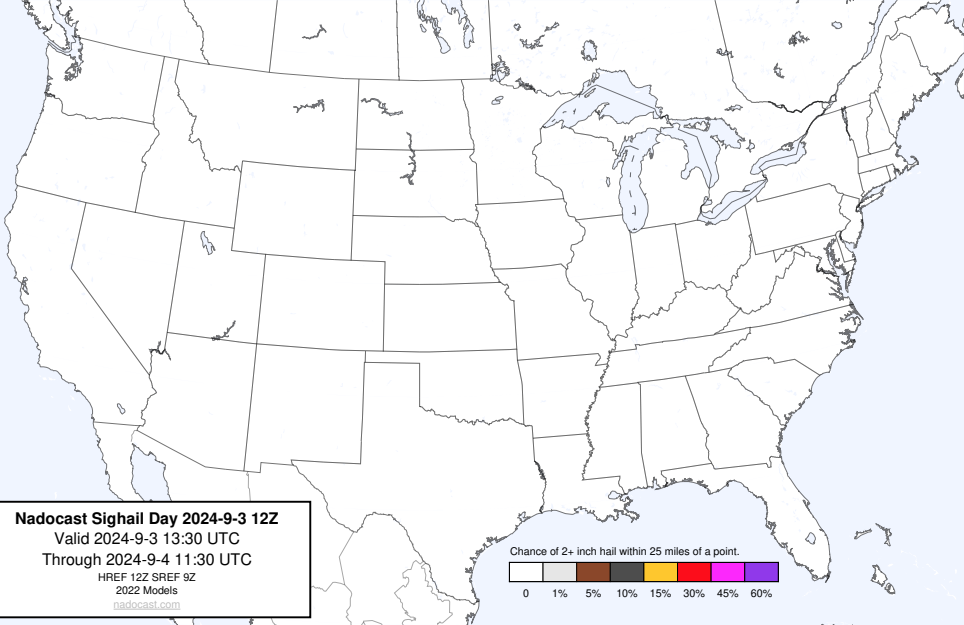 Nadocast Sighail Day 2024-9-3 12Z
Valid 2024-9-3 13:30 UTC
Through 2024-9-4 11:30 UTC
HREF 12Z SREF 9Z
2022 Models
nadocast.com
Chance of 2+ inch hail within 25 miles of a point.
0 1% 5% 10% 15% 30% 45% 60%